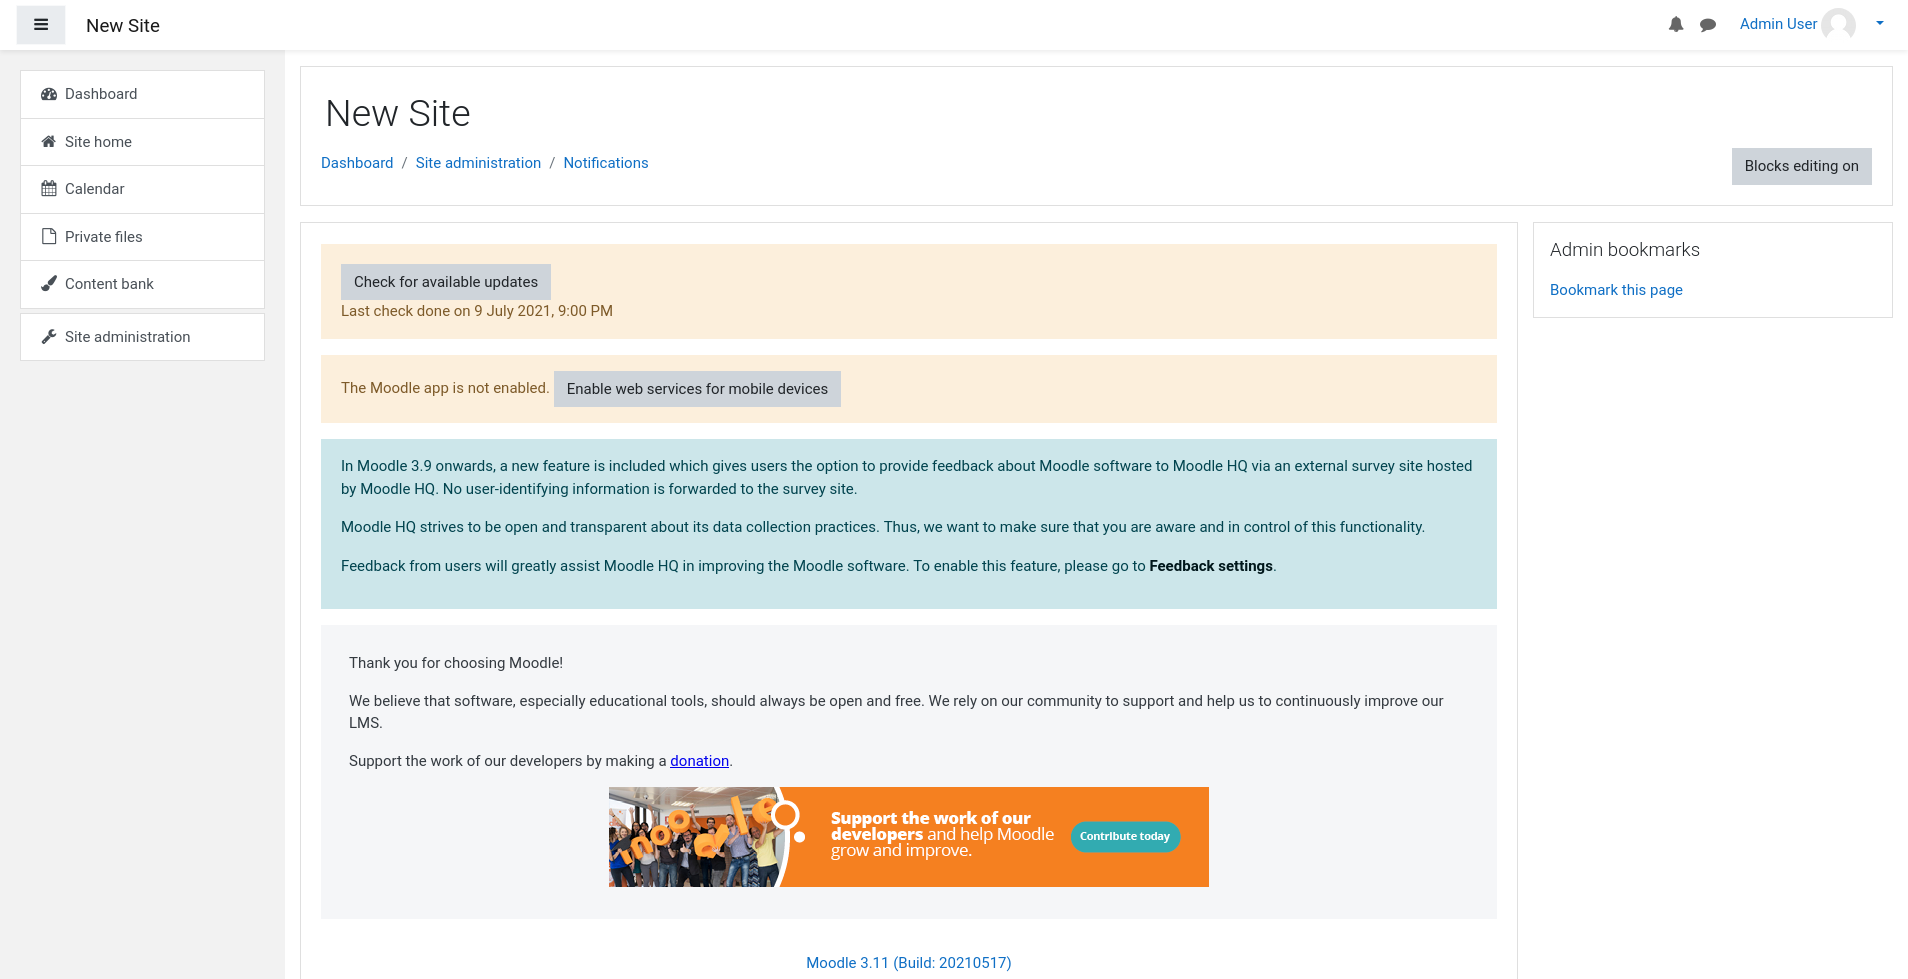 New Site
Admin User
Dashboard
Site home
Calendar
Private files
Content bank
Site administration
New Site
Dashboard / Site administration / Notifications
Blocks editing on
Check for available updates
Last check done on 9 July 2021, 9:00 PM
The Moodle app is not enabled. Enable web services for mobile devices
In Moodle 3.9 onwards, a new feature is included which gives users the option to provide feedback about Moodle software to Moodle HQ via an external survey site hosted
by Moodle HQ. No user-identifying information is forwarded to the survey site.
Moodle HQ strives to be open and transparent about its data collection practices. Thus, we want to make sure that you are aware and in control of this functionality.
Feedback from users will greatly assist Moodle HQ in improving the Moodle software. To enable this feature, please go to Feedback settings.
Thank you for choosing Moodle!
We believe that software, especially educational tools, should always be open and free. We rely on our community to support and help us to continuously improve our
LMS.
Support the work of our developers by making a donation.
moodle
Support the work of our
developers and help Moodle
grow and improve.
Contribute today
Moodle 3.11 (Build: 20210517)
Admin bookmarks
Bookmark this page